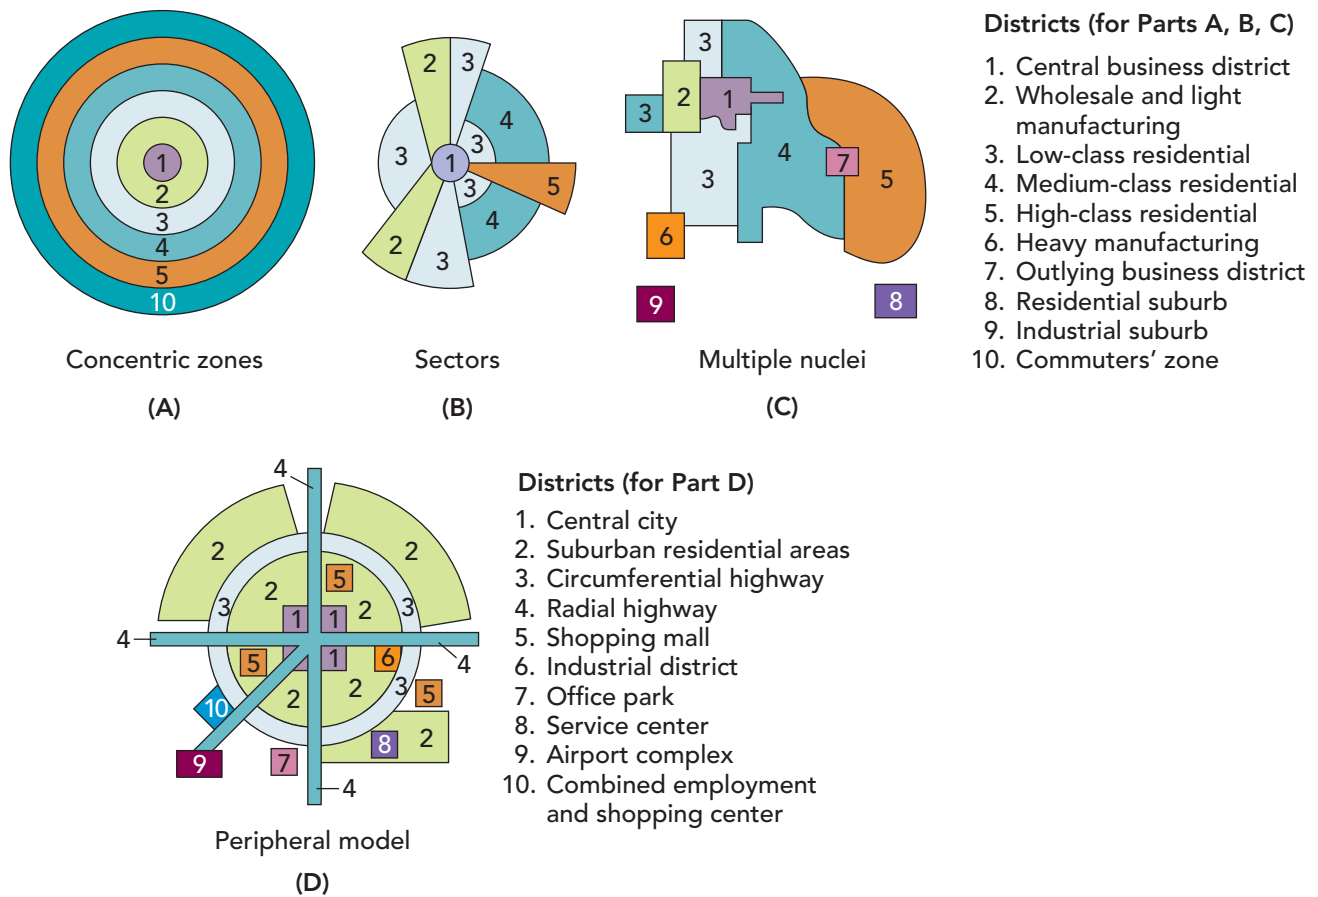 3
2
3
Districts (for Parts A, B, C)
1. Central business district
2. Wholesale and light
manufacturing
3. Low-class residential
4. Medium-class residential
5. High-class residential
6. Heavy manufacturing
7. Outlying business district
8. Residential suburb
9. Industrial suburb
10. Commuters’ zone
1
2
3
4
5
10
3
1
3
4
3
5
4
2
3
3
2
1
4
7
5
3
6
9
8
Concentric zones
Sectors
Multiple nuclei
(A)
(B)
(C)
4
2
2
5
2
2
3
3
1
1
4
4
5
1
6
2
2
3
5
10
8
2
9
7
4
Districts (for Part D)
1. Central city
2. Suburban residential areas
3. Circumferential highway
4. Radial highway
5. Shopping mall
6. Industrial district
7. Office park
8. Service center
9. Airport complex
10. Combined employment
and shopping center
Peripheral model
(D)